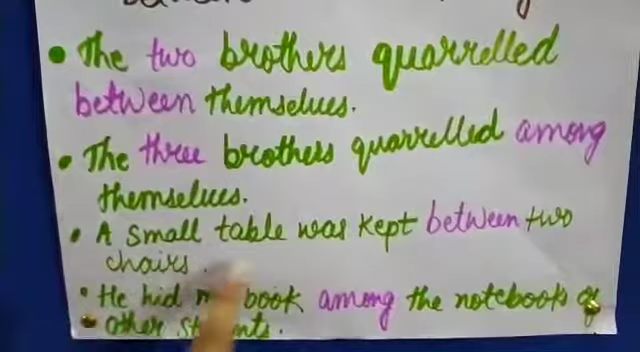 • The two brothers quarrelled
between themselves.
• The three brothers quarrelled among
themselves.
• A small table was kept between two
chairs.
• He hid book among the notebooks of
• other